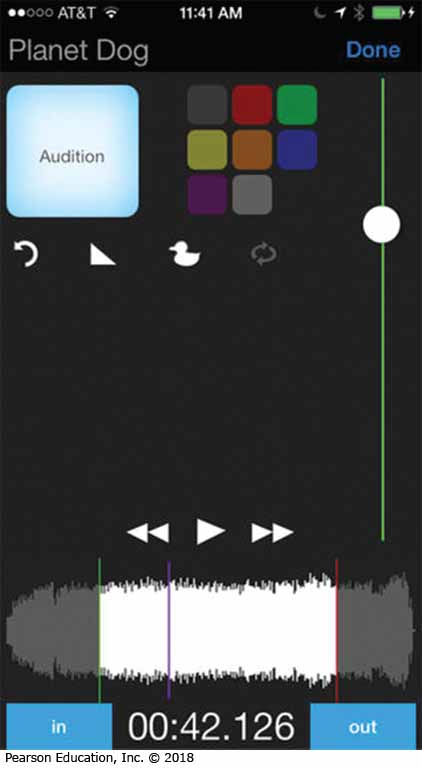 AT&T 11:41 AM
Planet Dog Done
Audition
in 00:42.126 out
Pearson Education, Inc. © 2018